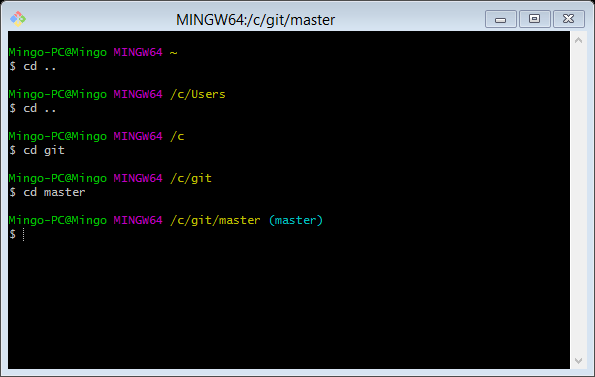 MINGW64:/c/git/master
Mingo-PC@Mingo MINGW64 ~
$ cd ..
Mingo-PC@Mingo MINGW64 /c/Users
$ cd ..
Mingo-PC@Mingo MINGW64 /c
$ cd git
Mingo-PC@Mingo MINGW64 /c/git
$ cd master
Mingo-PC@Mingo MINGW64 /c/git/master (master)
$